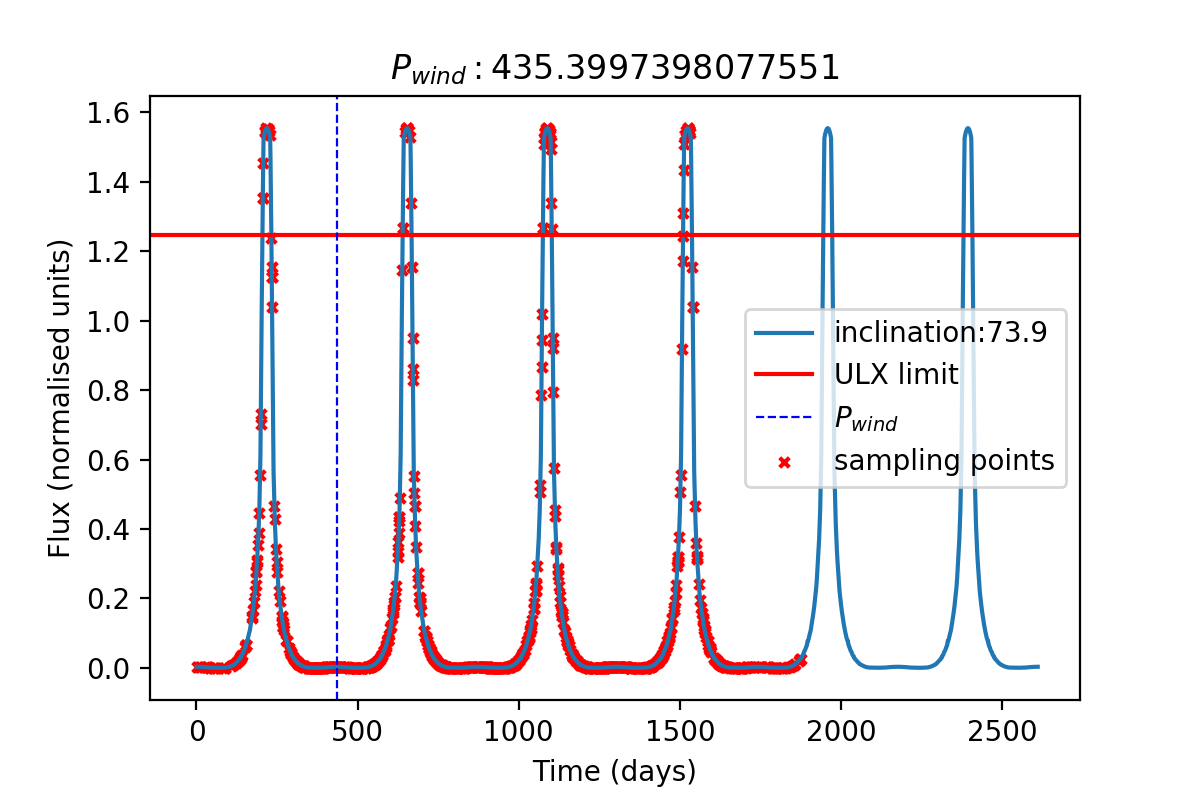 P_wind : 435.3997398077551
Flux (normalised units)
1.6
1.4
1.2
1.0
0.8
0.6
0.4
0.2
0.0
inclination:73.9
ULX limit
P_wind
sampling points
0 500 1000 1500 2000 2500
Time (days)